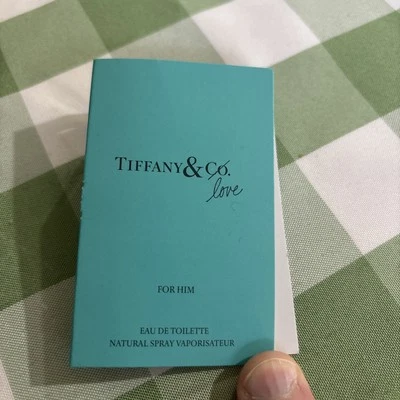 TIFFANY & CO.
love
FOR HIM
EAU DE TOILETTE
NATURAL SPRAY VAPORISATEUR